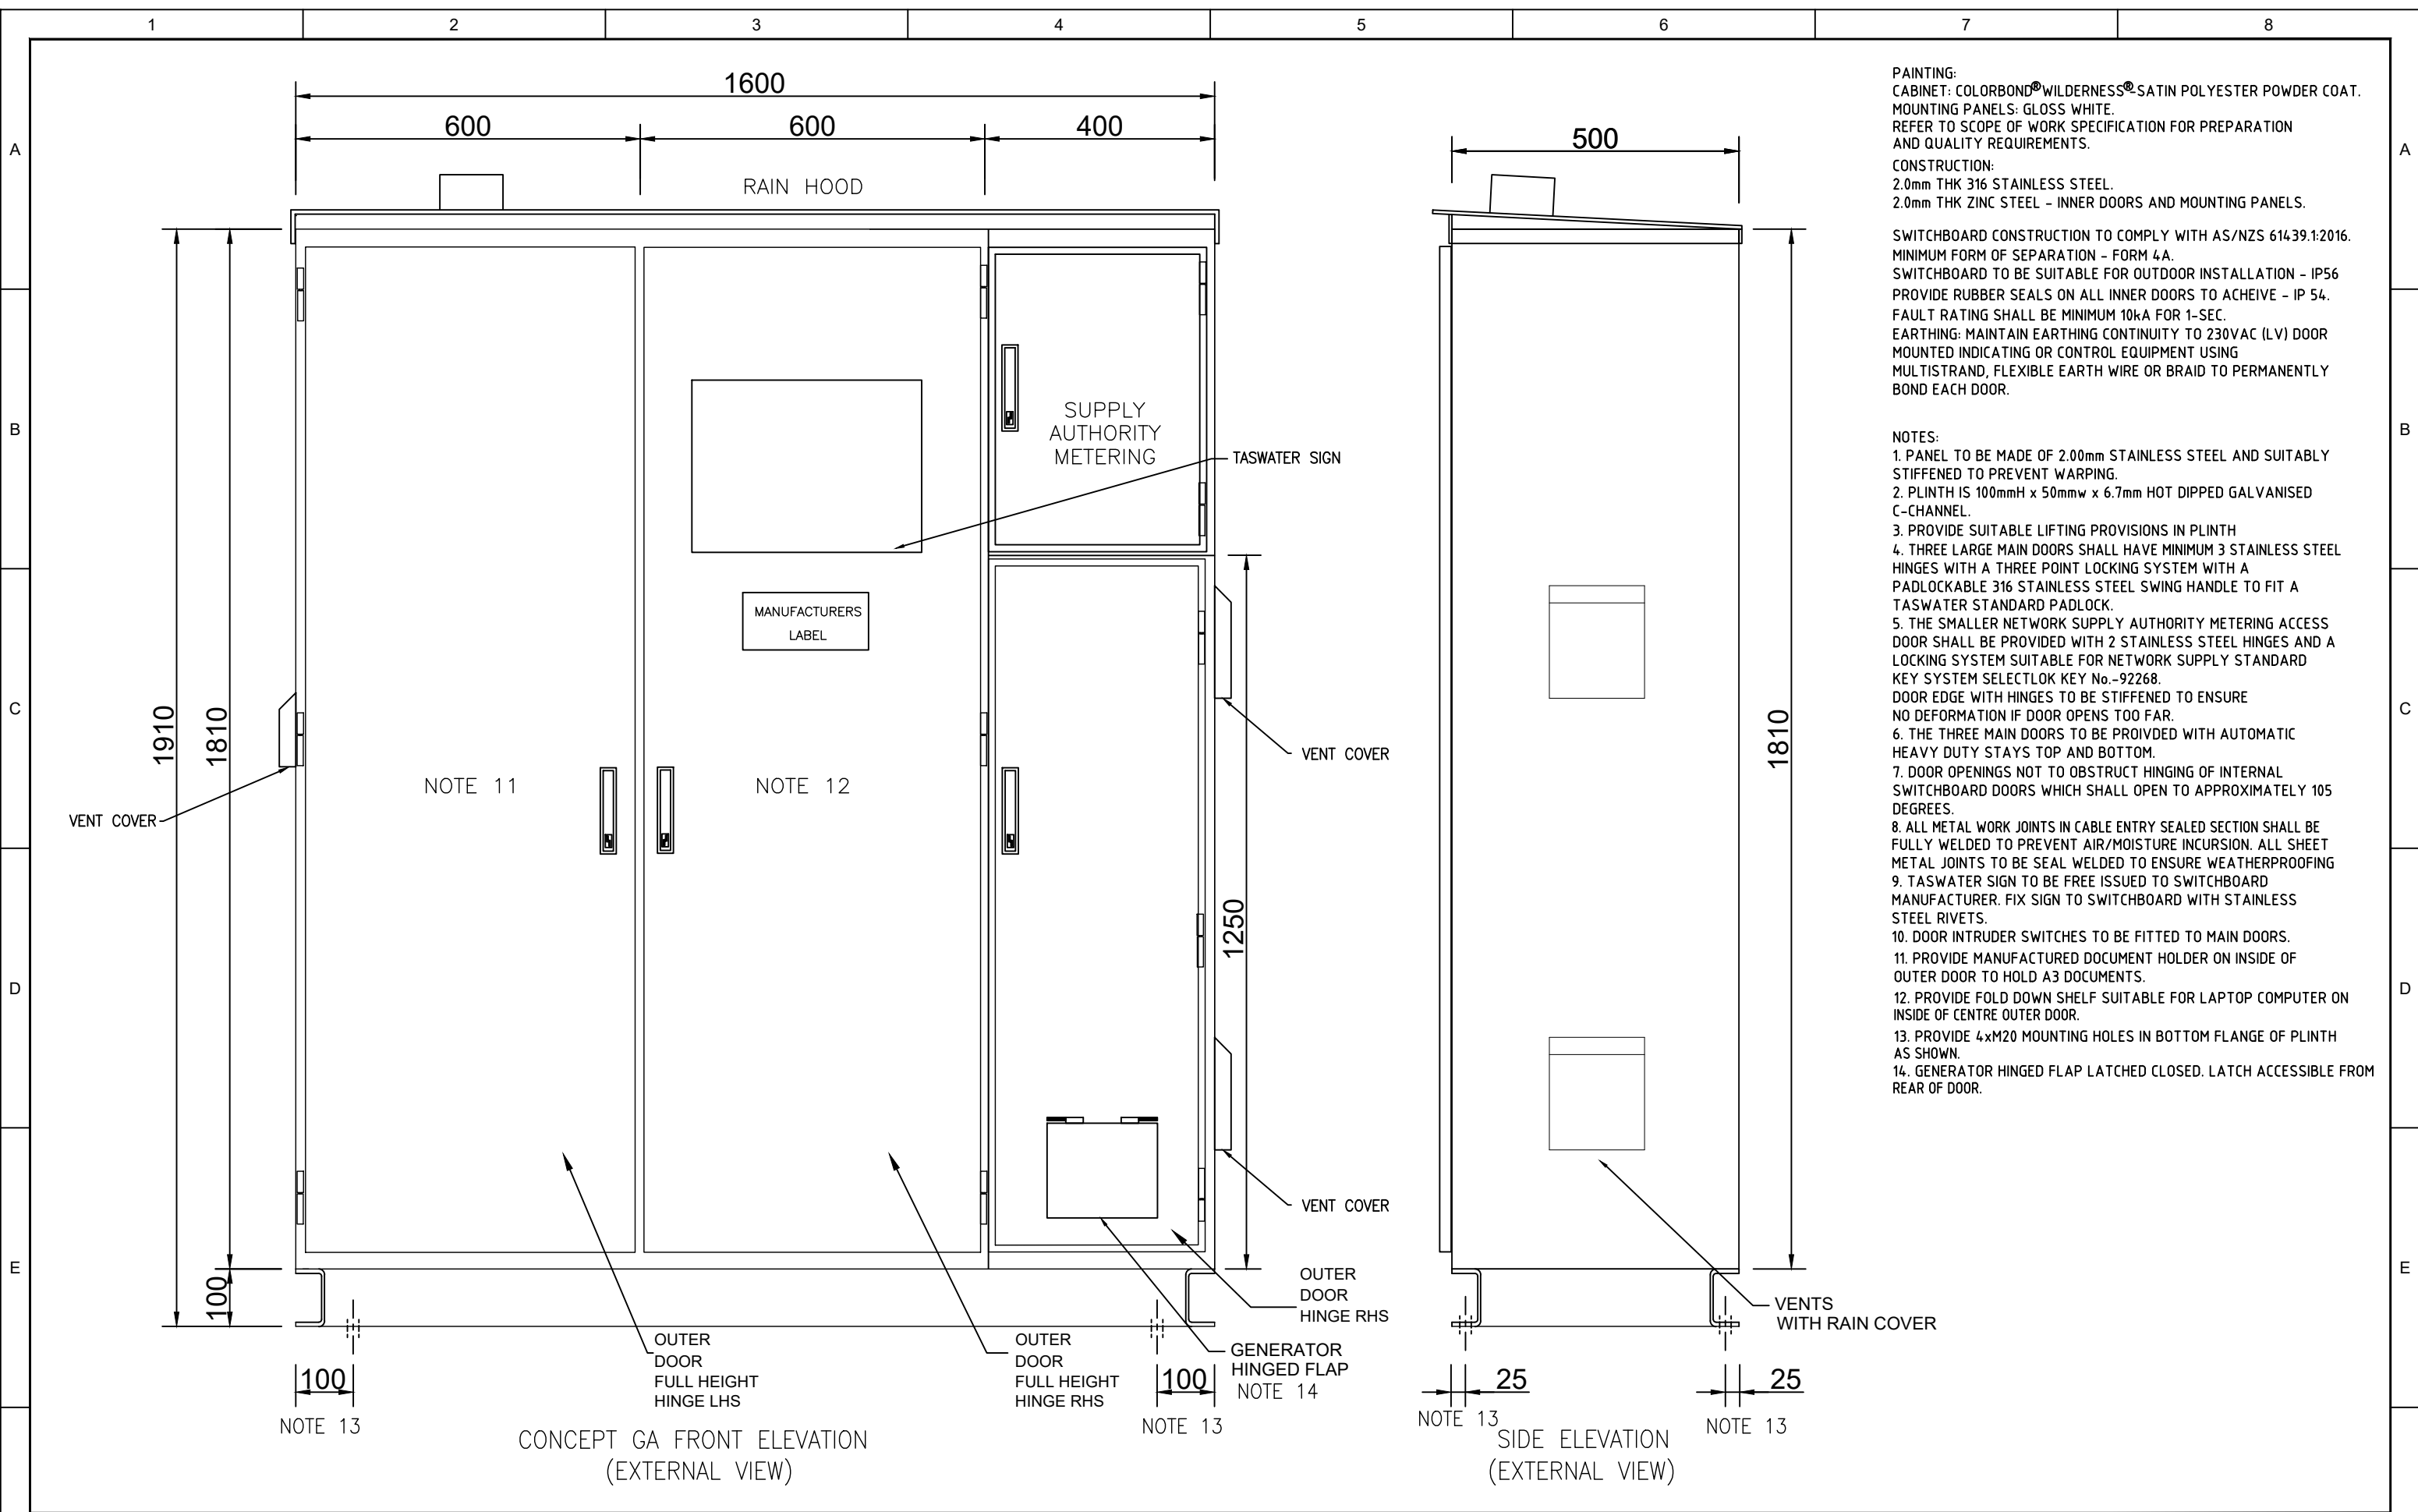 1 2 3 4 5 6 7 8
A
B
C
D
E
A
B
C
D
E
1600
600 600 400
RAIN HOOD
500
SUPPLY
AUTHORITY
METERING
TASWATER SIGN
MANUFACTURERS
LABEL
VENT COVER
1910
1810
NOTE 11
NOTE 12
VENT COVER
1250
1810
VENT COVER
100
OUTER
DOOR
HINGE RHS
OUTER
DOOR
FULL HEIGHT
HINGE LHS
OUTER
DOOR
FULL HEIGHT
HINGE RHS
GENERATOR
HINGED FLAP
NOTE 14
VENTS
WITH RAIN COVER
100
100
25
25
NOTE 13
NOTE 13
NOTE 13
NOTE 13
CONCEPT GA FRONT ELEVATION
(EXTERNAL VIEW)
SIDE ELEVATION
(EXTERNAL VIEW)
PAINTING:
CABINET: COLORBOND® WILDERNESS®-SATIN POLYESTER POWDER COAT.
MOUNTING PANELS: GLOSS WHITE.
REFER TO SCOPE OF WORK SPECIFICATION FOR PREPARATION
AND QUALITY REQUIREMENTS.
CONSTRUCTION:
2.0mm THK 316 STAINLESS STEEL.
2.0mm THK ZINC STEEL - INNER DOORS AND MOUNTING PANELS.
SWITCHBOARD CONSTRUCTION TO COMPLY WITH AS/NZS 61439.1:2016.
MINIMUM FORM OF SEPARATION - FORM 4A.
SWITCHBOARD TO BE SUITABLE FOR OUTDOOR INSTALLATION - IP56
PROVIDE RUBBER SEALS ON ALL INNER DOORS TO ACHEIVE - IP 54.
FAULT RATING SHALL BE MINIMUM 10kA FOR 1-SEC.
EARTHING: MAINTAIN EARTHING CONTINUITY TO 230VAC (LV) DOOR
MOUNTED INDICATING OR CONTROL EQUIPMENT USING
MULTISTRAND, FLEXIBLE EARTH WIRE OR BRAID TO PERMANENTLY
BOND EACH DOOR.
NOTES:
1. PANEL TO BE MADE OF 2.00mm STAINLESS STEEL AND SUITABLY
STIFFENED TO PREVENT WARPING.
2. PLINTH IS 100mmH x 50mmw x 6.7mm HOT DIPPED GALVANISED
C-CHANNEL.
3. PROVIDE SUITABLE LIFTING PROVISIONS IN PLINTH
4. THREE LARGE MAIN DOORS SHALL HAVE MINIMUM 3 STAINLESS STEEL
HINGES WITH A THREE POINT LOCKING SYSTEM WITH A
PADLOCKABLE 316 STAINLESS STEEL SWING HANDLE TO FIT A
TASWATER STANDARD PADLOCK.
5. THE SMALLER NETWORK SUPPLY AUTHORITY METERING ACCESS
DOOR SHALL BE PROVIDED WITH 2 STAINLESS STEEL HINGES AND A
LOCKING SYSTEM SUITABLE FOR NETWORK SUPPLY STANDARD
KEY SYSTEM SELECTLOK KEY No.-92268.
DOOR EDGE WITH HINGES TO BE STIFFENED TO ENSURE
NO DEFORMATION IF DOOR OPENS TOO FAR.
6. THE THREE MAIN DOORS TO BE PROIVDED WITH AUTOMATIC
HEAVY DUTY STAYS TOP AND BOTTOM.
7. DOOR OPENINGS NOT TO OBSTRUCT HINGING OF INTERNAL
SWITCHBOARD DOORS WHICH SHALL OPEN TO APPROXIMATELY 105
DEGREES.
8. ALL METAL WORK JOINTS IN CABLE ENTRY SEALED SECTION SHALL BE
FULLY WELDED TO PREVENT AIR/MOISTURE INCURSION. ALL SHEET
METAL JOINTS TO BE SEAL WELDED TO ENSURE WEATHERPROOFING
9. TASWATER SIGN TO BE FREE ISSUED TO SWITCHBOARD
MANUFACTURER. FIX SIGN TO SWITCHBOARD WITH STAINLESS
STEEL RIVETS.
10. DOOR INTRUDER SWITCHES TO BE FITTED TO MAIN DOORS.
11. PROVIDE MANUFACTURED DOCUMENT HOLDER ON INSIDE OF
OUTER DOOR TO HOLD A3 DOCUMENTS.
12. PROVIDE FOLD DOWN SHELF SUITABLE FOR LAPTOP COMPUTER ON
INSIDE OF CENTRE OUTER DOOR.
13. PROVIDE 4xM20 MOUNTING HOLES IN BOTTOM FLANGE OF PLINTH
AS SHOWN.
14. GENERATOR HINGED FLAP LATCHED CLOSED. LATCH ACCESSIBLE FROM
REAR OF DOOR.